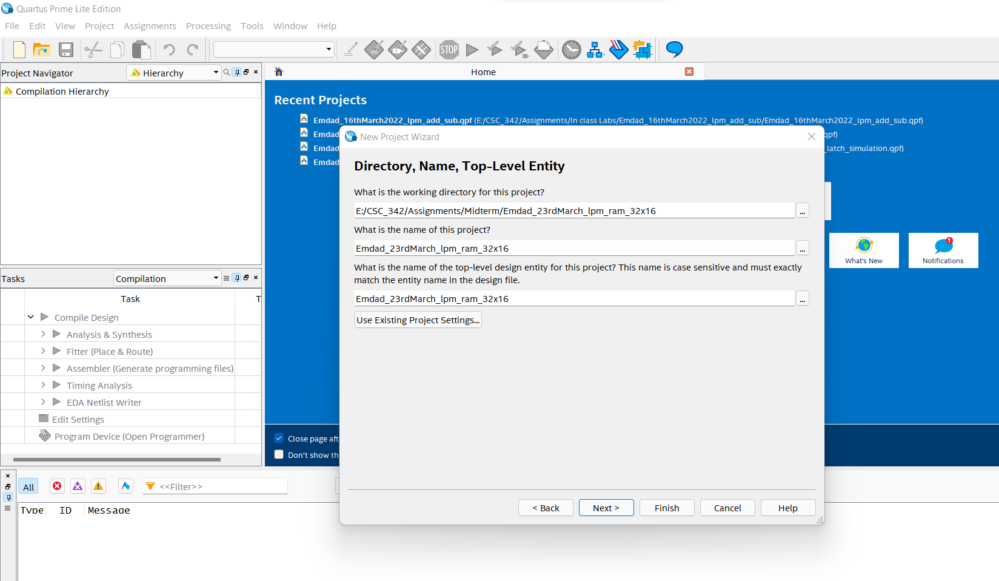 Quartus Prime Lite Edition
File Edit View Project Assignments Processing Tools Window Help
STOP
Project Navigator Hierarchy
Compilation Hierarchy
Home
Recent Projects
Emdad_16thMarch2022_lpm_add_sub.qpf (E:/CSC_342/Assignments/In class Labs/Emdad_16thMarch2022_lpm_add_sub/Emdad_16thMarch2022_lpm_add_sub.qpf)
Emdad qpf)
Emdad _latch_simulation.qpf)
Emdad
New Project Wizard
Directory, Name, Top-Level Entity
What is the working directory for this project?
E:/CSC_342/Assignments/Midterm/Emdad_23rdMarch_lpm_ram_32x16 ...
What is the name of this project?
Emdad_23rdMarch_lpm_ram_32x16 ...
What is the name of the top-level design entity for this project? This name is case sensitive and must exactly
match the entity name in the design file.
Emdad_23rdMarch_lpm_ram_32x16 ...
Use Existing Project Settings...
< Back Next > Finish Cancel Help
What's New
1
Notifications
Tasks Compilation
Task T
Compile Design
Analysis & Synthesis
Fitter (Place & Route)
Assembler (Generate programming files)
Timing Analysis
EDA Netlist Writer
Edit Settings
Program Device (Open Programmer)
Close page aft
Don't show th
All <<Filter>>
Type ID Message